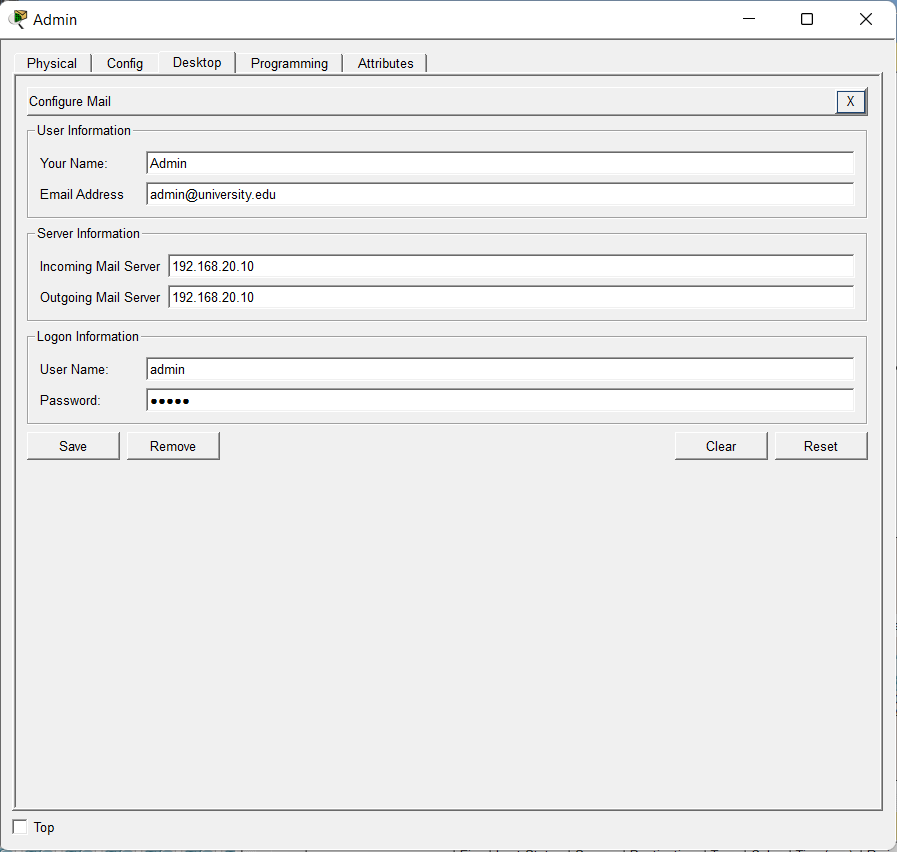 Admin
Physical Config Desktop Programming Attributes
Configure Mail X
User Information
Your Name: Admin
Email Address admin@university.edu
Server Information
Incoming Mail Server 192.168.20.10
Outgoing Mail Server 192.168.20.10
Logon Information
User Name: admin
Password: ●●●●●
Save Remove Clear Reset
Top